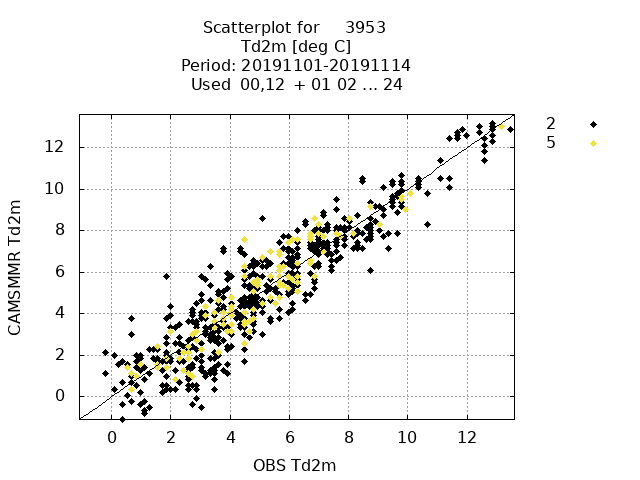 Scatterplot for 3953
Td2m [deg C]
Period: 20191101-20191114
Used 00,12 + 01 02 ... 24
2
5
12
10
8
6
4
2
0
CAMSMMR Td2m
0 2 4 6 8 10 12
OBS Td2m